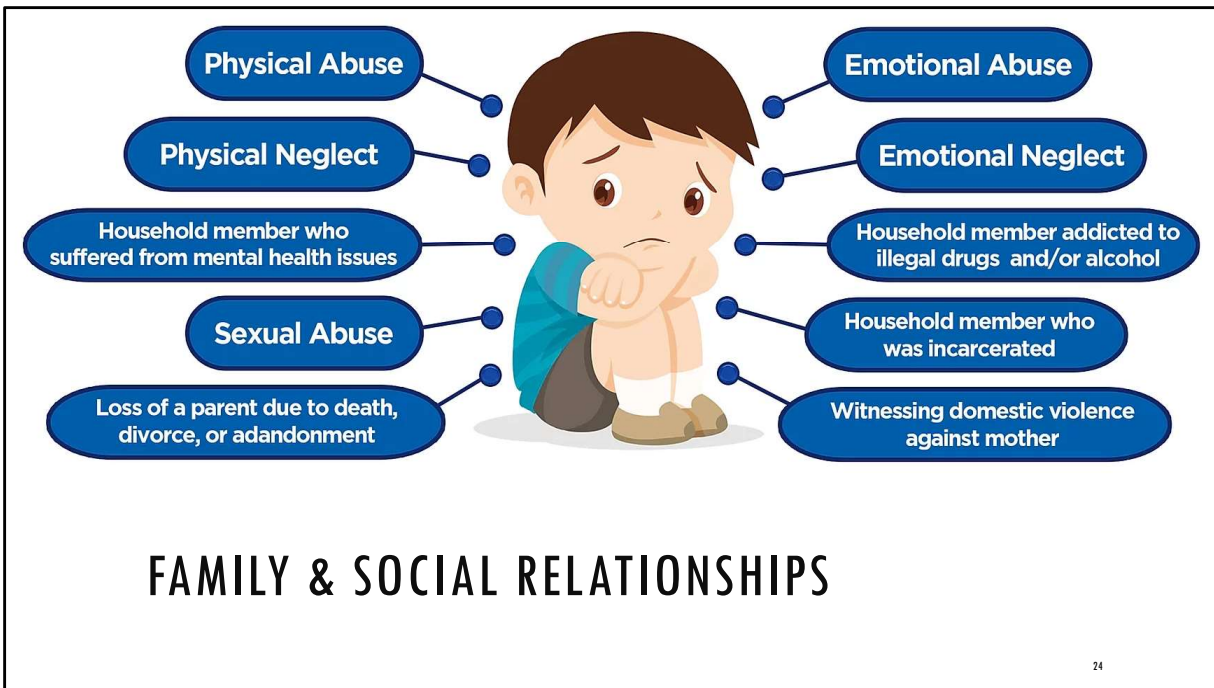 Physical Abuse
Physical Neglect
Household member who
suffered from mental health issues
Sexual Abuse
Loss of a parent due to death,
divorce, or adandonment
Emotional Abuse
Emotional Neglect
Household member addicted to
illegal drugs and/or alcohol
Household member who
was incarcerated
Witnessing domestic violence
against mother
FAMILY & SOCIAL RELATIONSHIPS
24